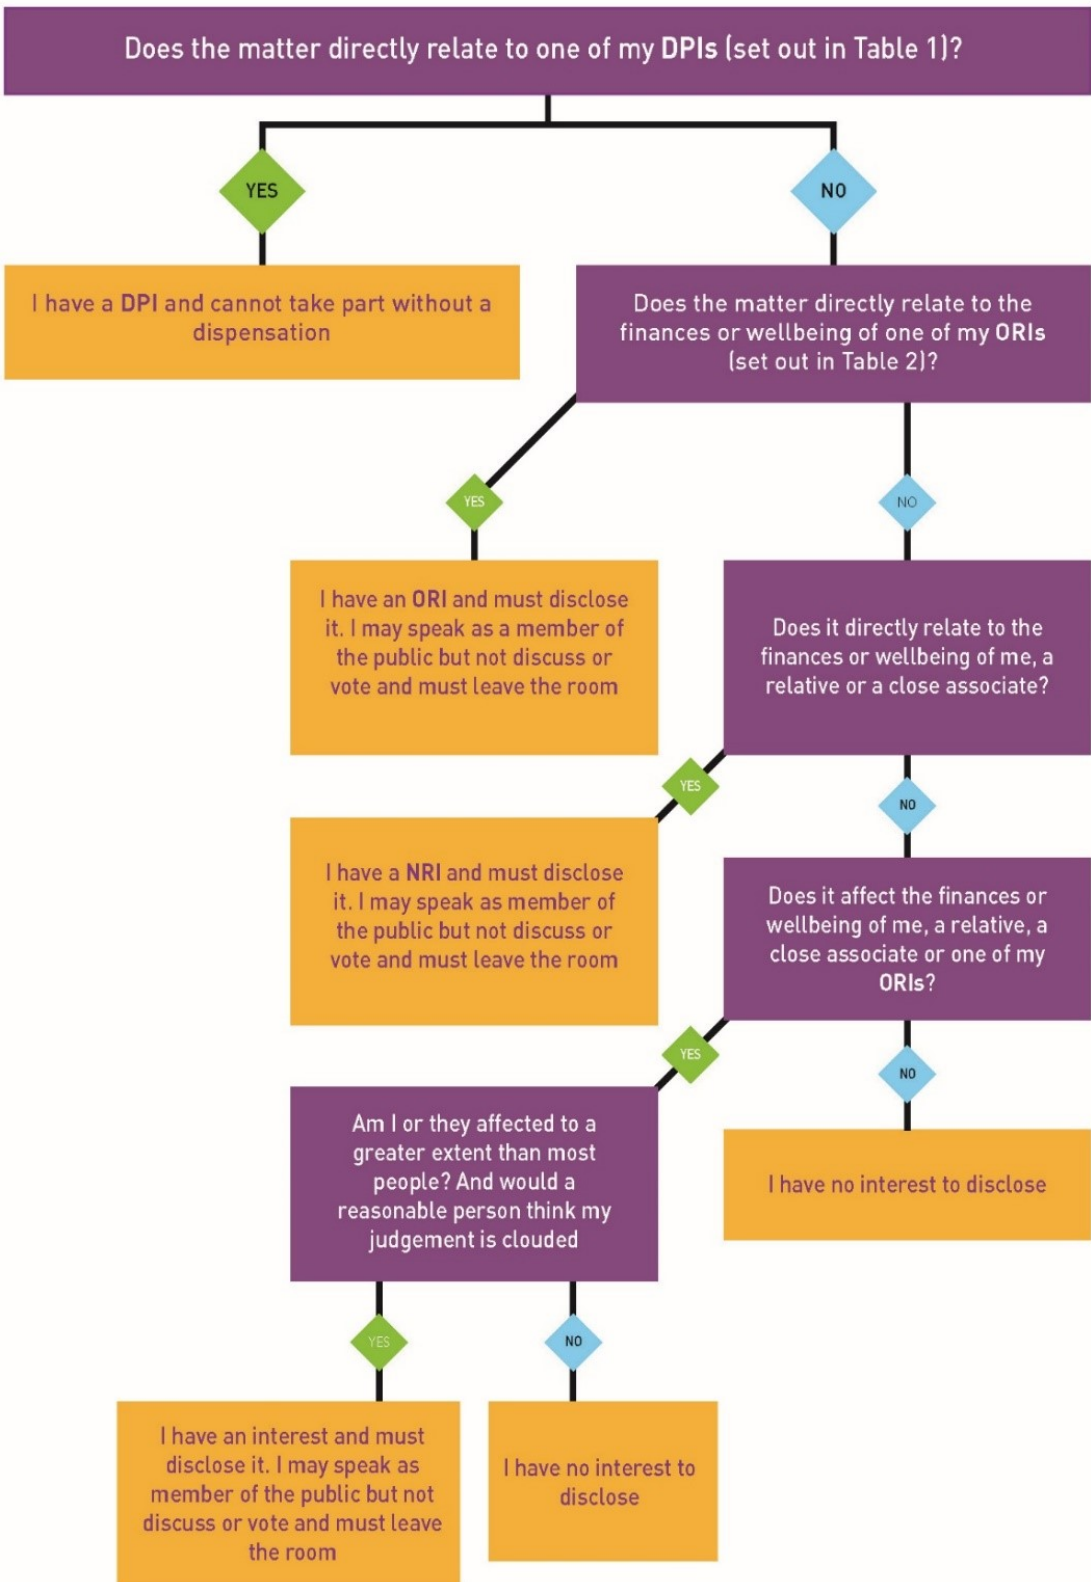 Does the matter directly relate to one of my DPIs (set out in Table 1)?
YES
NO
I have a DPI and cannot take part without a
dispensation
Does the matter directly relate to the
finances or wellbeing of one of my ORIs
(set out in Table 2)?
YES
NO
I have an ORI and must disclose
it. I may speak as a member of
the public but not discuss or
vote and must leave the room
Does it directly relate to the
finances or wellbeing of me, a
relative or a close associate?
YES
NO
I have a NRI and must disclose
it. I may speak as member of
the public but not discuss or
vote and must leave the room
Does it affect the finances or
wellbeing of me, a relative, a
close associate or one of my
ORIs?
YES
NO
Am I or they affected to a
greater extent than most
people? And would a
reasonable person think my
judgement is clouded
I have no interest to disclose
YES
NO
I have an interest and must
disclose it. I may speak as
member of the public but not
discuss or vote and must leave
the room
I have no interest to
disclose